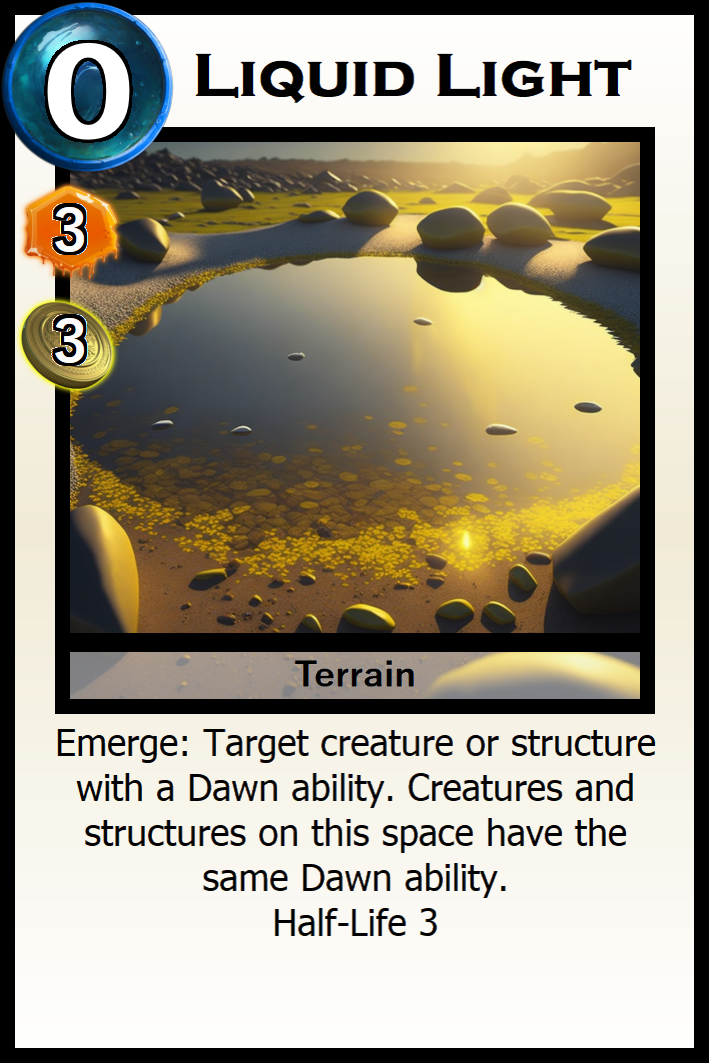 0
Liquid Light
3
3
Terrain
Emerge: Target creature or structure
with a Dawn ability. Creatures and
structures on this space have the
same Dawn ability.
Half-Life 3